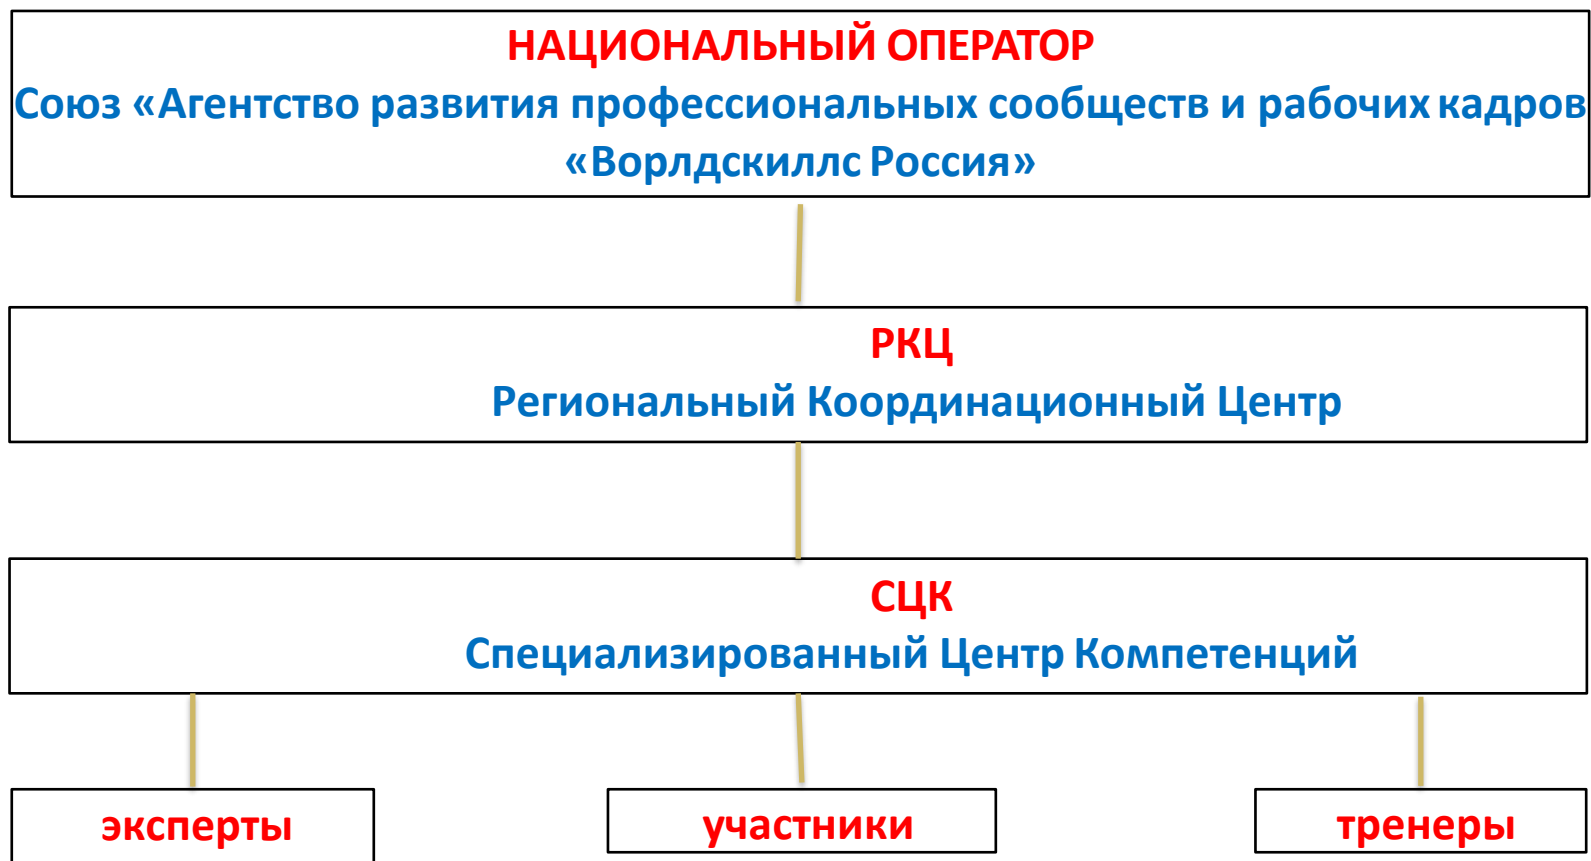 НАЦИОНАЛЬНЫЙ ОПЕРАТОР
Союз «Агентство развития профессиональных сообществ и рабочих кадров
«Ворлдскиллс Россия»
РКЦ
Региональный Координационный Центр
СЦК
Специализированный Центр Компетенций
эксперты
участники
тренеры